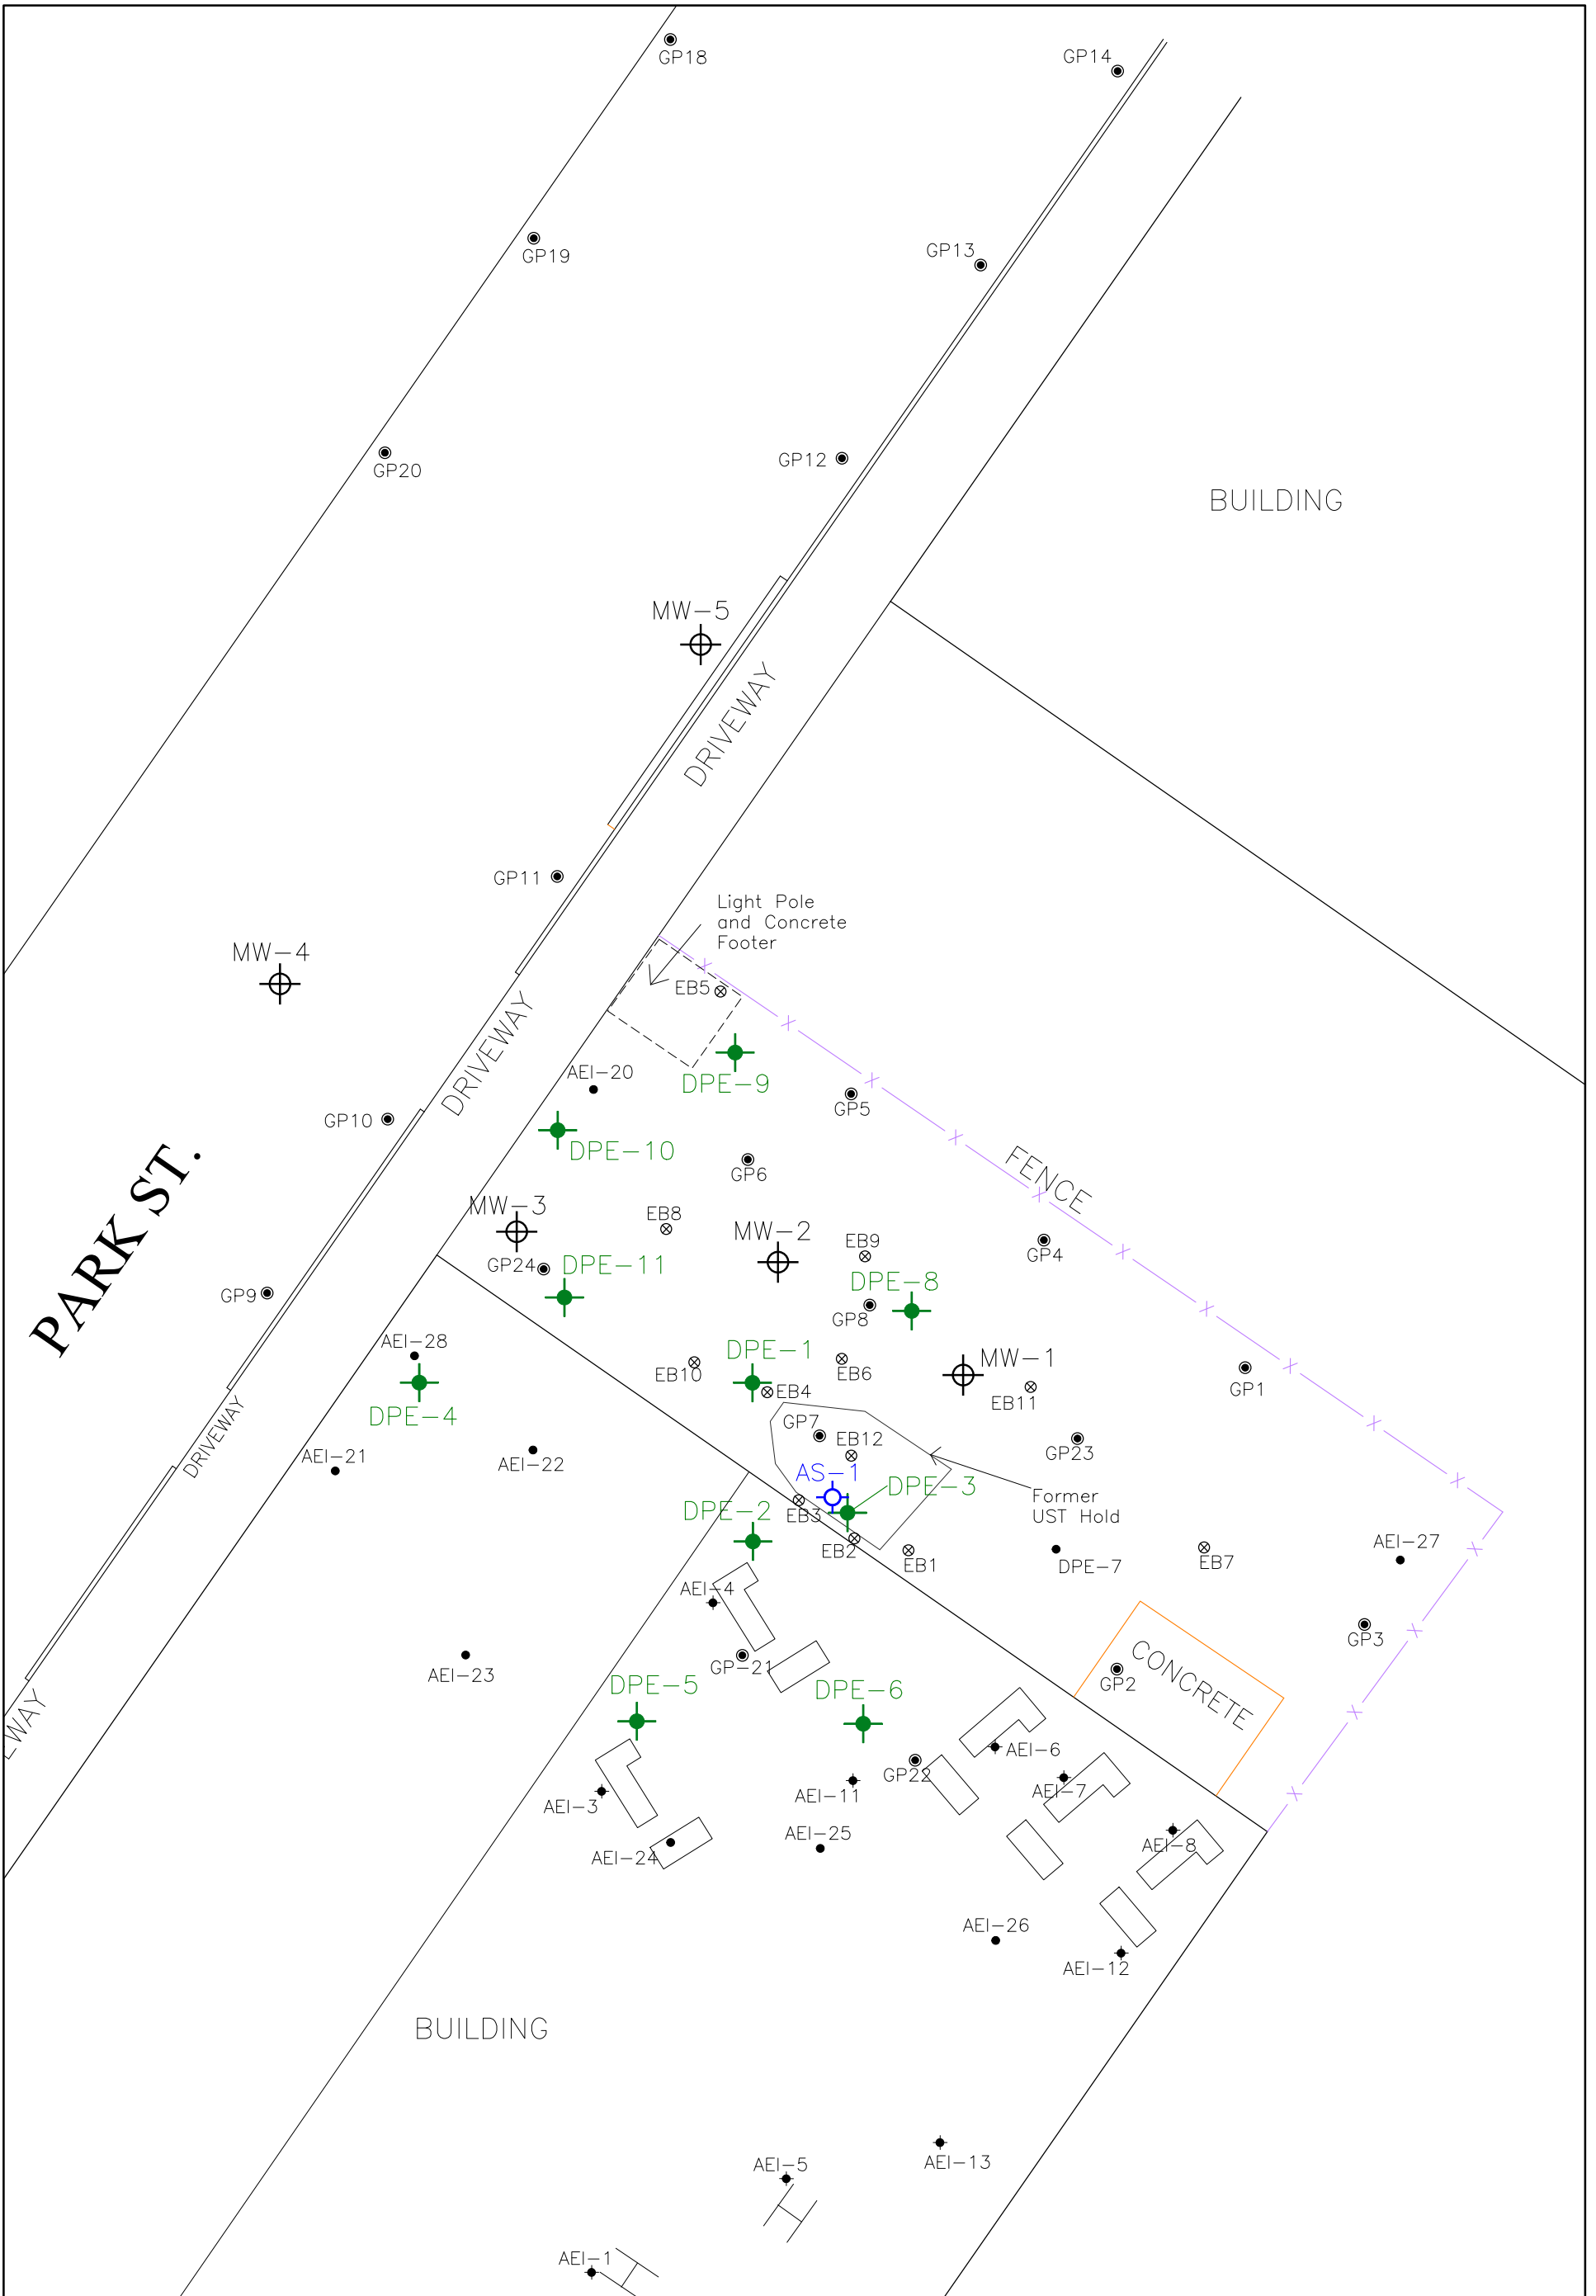 GP18
GP14
GP19
GP13
GP20
GP12
BUILDING
MW-5
DRIVEWAY
GP11
Light Pole
and Concrete
Footer
MW-4
EB5
DRIVEWAY
AEI-20
DPE-9
GP5
GP10
DPE-10
PARK ST.
GP6
FENCE
MW-3
EB8
MW-2
EB9
GP4
GP24
DPE-11
DPE-8
GP9
GP8
AEI-28
DPE-1
EB6
MW-1
EB10
EB4
EB11
GP1
DPE-4
DRIVEWAY
GP7
EB12
GP23
AEI-21
AEI-22
AS-1
DPE-3
Former
UST Hold
EB3
DPE-2
EB2
EB1
DPE-7
EB7
AEI-27
AEI-4
GP3
AEI-23
GP-21
GP2
CONCRETE
DPE-5
DPE-6
EWAY
AEI-6
GP22
AEI-7
AEI-11
AEI-3
AEI-25
AEI-24
AEI-8
AEI-26
AEI-12
BUILDING
AEI-13
AEI-5
AEI-1